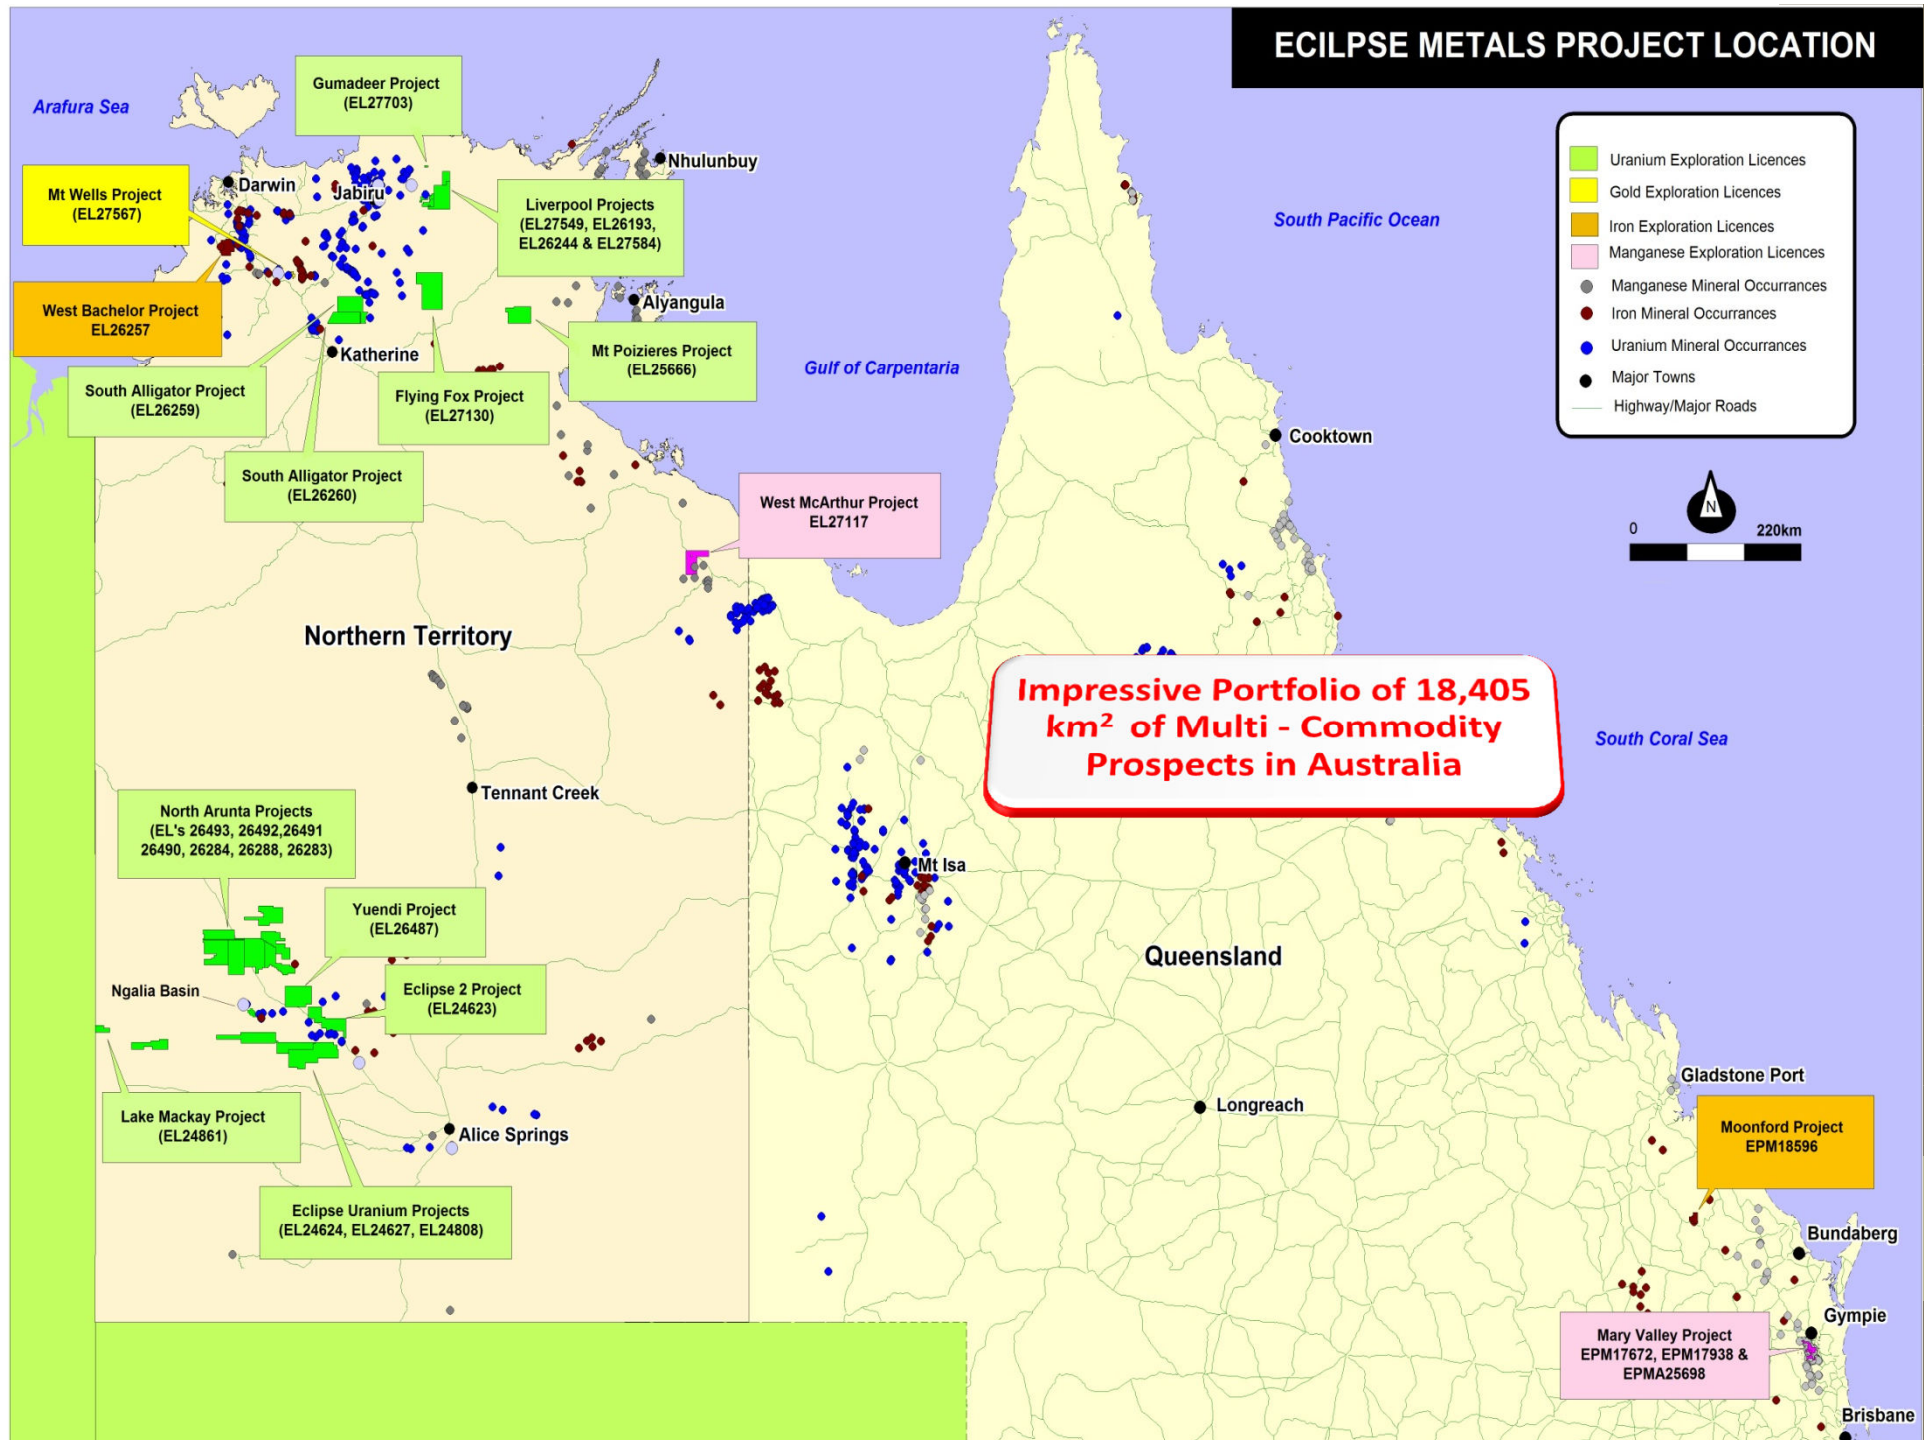 ECILPSE METALS PROJECT LOCATION
Arafura Sea
Gumadeer Project
(EL27703)
Nhulunbuy
Darwin
Jabiru
Mt Wells Project
(EL27567)
Liverpool Projects
(EL27549, EL26193,
EL26244 & EL27584)
South Pacific Ocean
Uranium Exploration Licences
Gold Exploration Licences
Iron Exploration Licences
Manganese Exploration Licences
Manganese Mineral Occurrances
Iron Mineral Occurrances
Uranium Mineral Occurrances
Major Towns
Highway/Major Roads
West Bachelor Project
EL26257
Alyangula
Katherine
Mt Poizieres Project
(EL25666)
Gulf of Carpentaria
South Alligator Project
(EL26259)
Flying Fox Project
(EL27130)
Cooktown
South Alligator Project
(EL26260)
West McArthur Project
EL27117
N
0
220km
Northern Territory
Impressive Portfolio of 18,405
km² of Multi - Commodity
Prospects in Australia
South Coral Sea
Tennant Creek
North Arunta Projects
(EL's 26493, 26492,26491
26490, 26284, 26288, 26283)
Mt Isa
Yuendi Project
(EL26487)
Queensland
Ngalia Basin
Eclipse 2 Project
(EL24623)
Gladstone Port
Lake Mackay Project
(EL24861)
Alice Springs
Longreach
Moonford Project
EPM18596
Eclipse Uranium Projects
(EL24624, EL24627, EL24808)
Bundaberg
Gympie
Mary Valley Project
EPM17672, EPM17938 &
EPMA25698
Brisbane